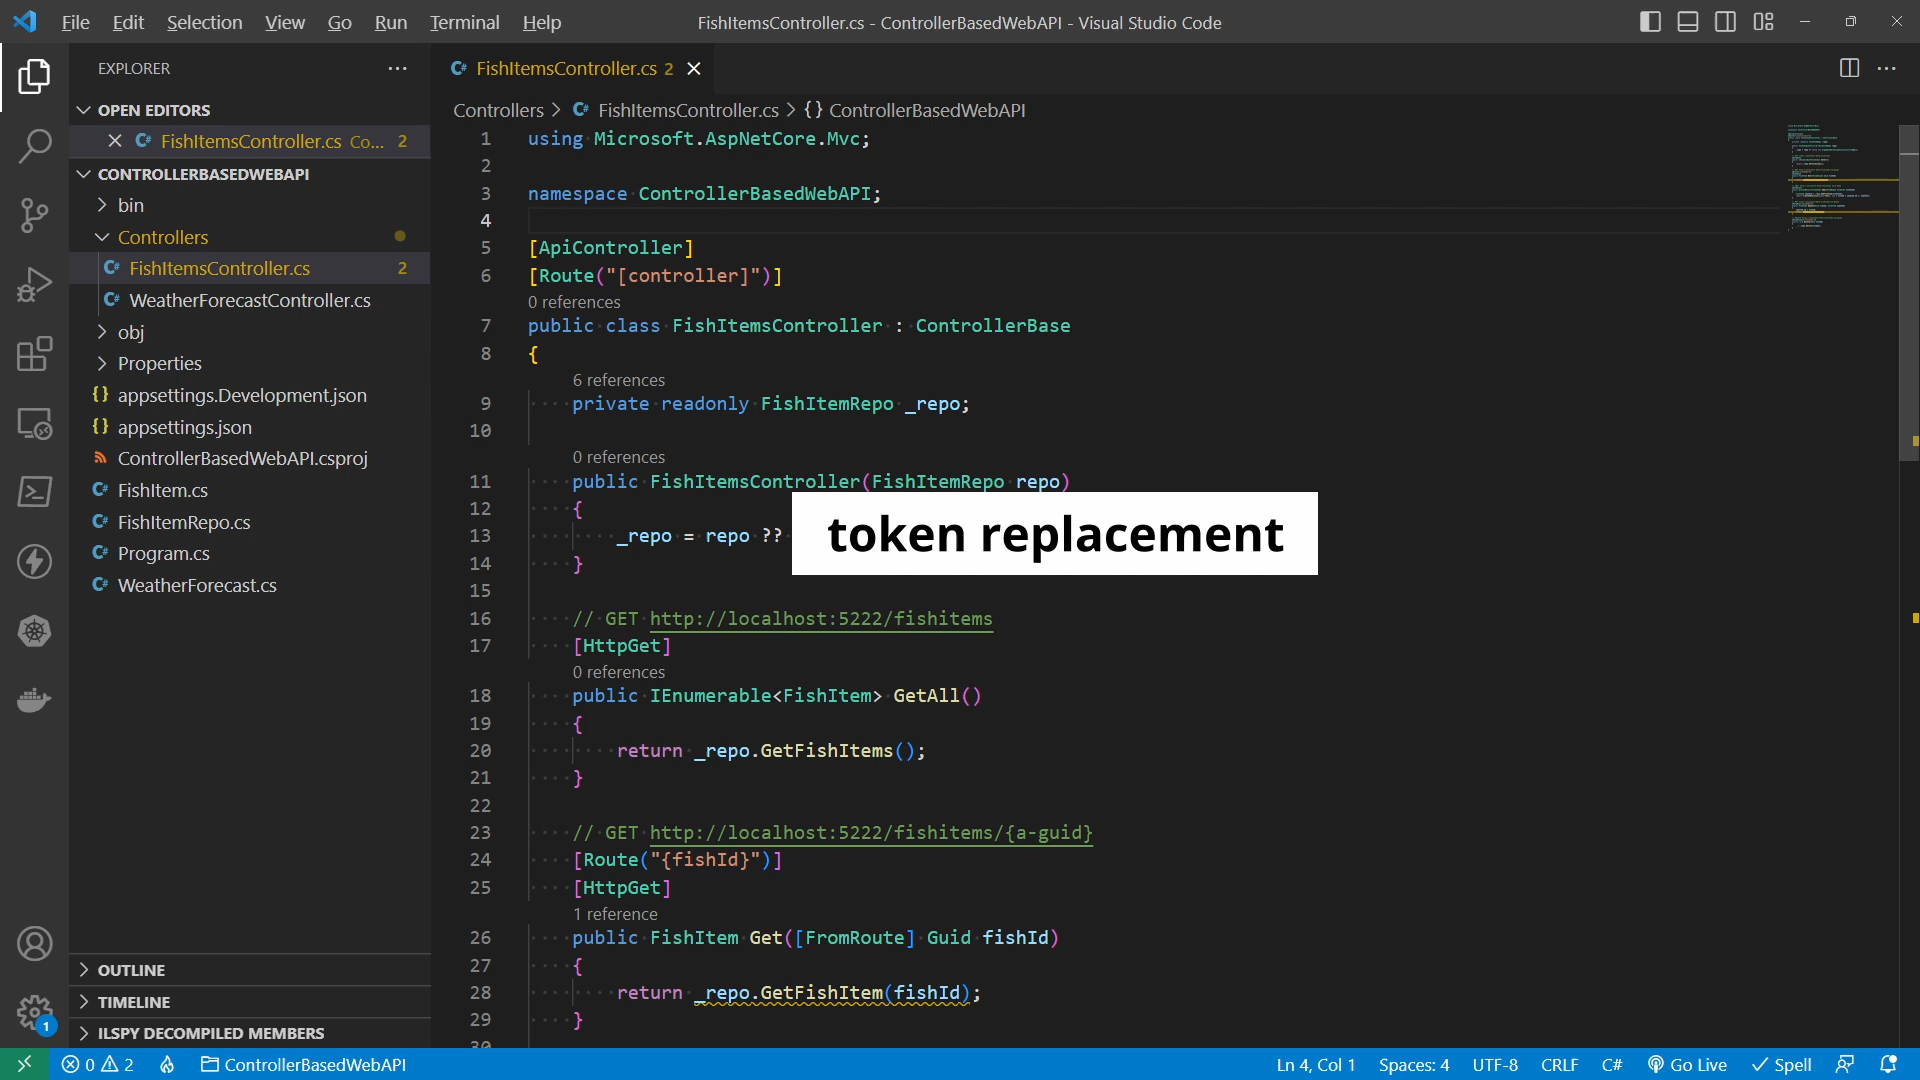 File Edit Selection View Go Run Terminal Help
FishItemsController.cs - ControllerBasedWebAPI - Visual Studio Code
EXPLORER
OPEN EDITORS
FishItemsController.cs Co... 2
CONTROLLERBASEDWEBAPI
bin
Controllers
FishItemsController.cs 2
WeatherForecastController.cs
obj
Properties
{} appsettings.Development.json
{} appsettings.json
ControllerBasedWebAPI.csproj
C# FishItem.cs
C# FishItemRepo.cs
C# Program.cs
C# WeatherForecast.cs
OUTLINE
TIMELINE
ILSPY DECOMPILED MEMBERS
1
C# FishItemsController.cs 2
Controllers > C# FishItemsController.cs > {} ControllerBasedWebAPI
1 using Microsoft.AspNetCore.Mvc;
2
3 namespace ControllerBasedWebAPI;
4
5 [ApiController]
6 [Route("[controller]")]
0 references
7 public class FishItemsController : ControllerBase
8 {
6 references
9 private readonly FishItemRepo _repo;
10
0 references
11 public FishItemsController(FishItemRepo repo)
12 {
13 _repo = repo ??
token replacement
14 }
15
16 // GET http://localhost:5222/fishitems
17 [HttpGet]
0 references
18 public IEnumerable<FishItem> GetAll()
19 {
20 return _repo.GetFishItems();
21 }
22
23 // GET http://localhost:5222/fishitems/{a-guid}
24 [Route("{fishId}")]
25 [HttpGet]
1 reference
26 public FishItem Get([FromRoute] Guid fishId)
27 {
28 return _repo.GetFishItem(fishId);
29 }
30
0 2 ControllerBasedWebAPI
Ln 4, Col 1 Spaces: 4 UTF-8 CRLF C# Go Live Spell